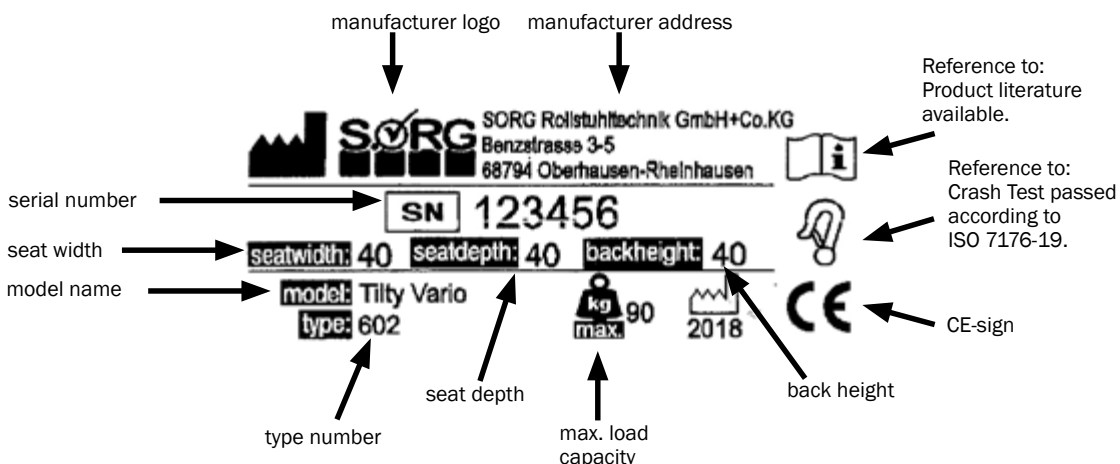 manufacturer logo
manufacturer address
Reference to:
Product literature
available.
SORG
SORG Rollstuhltechnik GmbH+Co.KG
Benzstrasse 3-5
68794 Oberhausen-Rheinhausen
i
Reference to:
Crash Test passed
according to
ISO 7176-19.
serial number
SN 123456
seat width
seatwidth: 40 seatdepth: 40 backheight: 40
model name
model: Tilty Vario
type: 602
kg
max. 90
2018
CE
CE-sign
seat depth
back height
type number
max. load
capacity